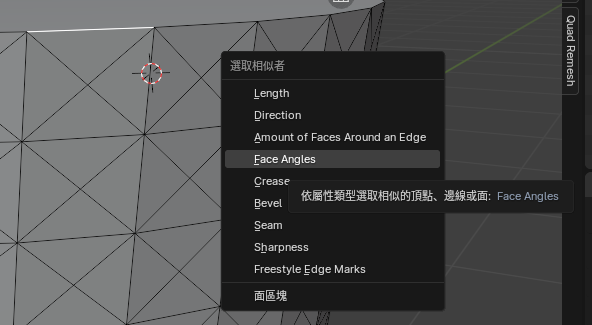 選取相似者
Length
Direction
Amount of Faces Around an Edge
Face Angles
Crease
依屬性類型選取相似的頂點、邊線或面: Face Angles
Bevel
Seam
Sharpness
Freestyle Edge Marks
面區塊
Quad Remesh